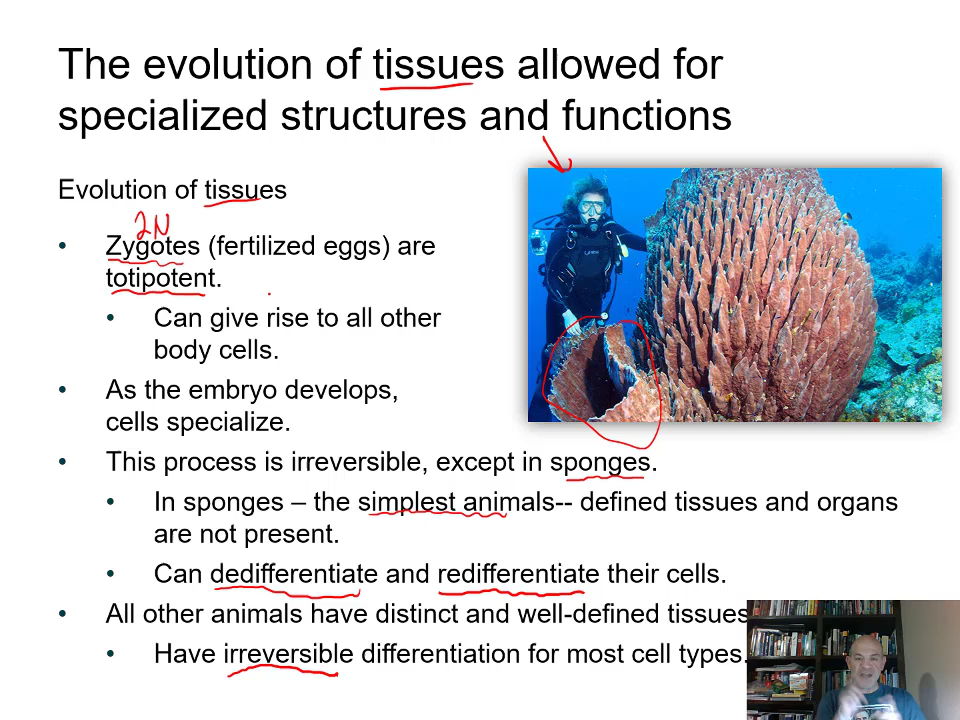 The evolution of tissues allowed for
specialized structures and functions
Evolution of tissues
2N
• Zygotes (fertilized eggs) are
totipotent.
• Can give rise to all other
body cells.
• As the embryo develops,
cells specialize.
• This process is irreversible, except in sponges.
• In sponges – the simplest animals-- defined tissues and organs
are not present.
• Can dedifferentiate and redifferentiate their cells.
• All other animals have distinct and well-defined tissues
• Have irreversible differentiation for most cell types.